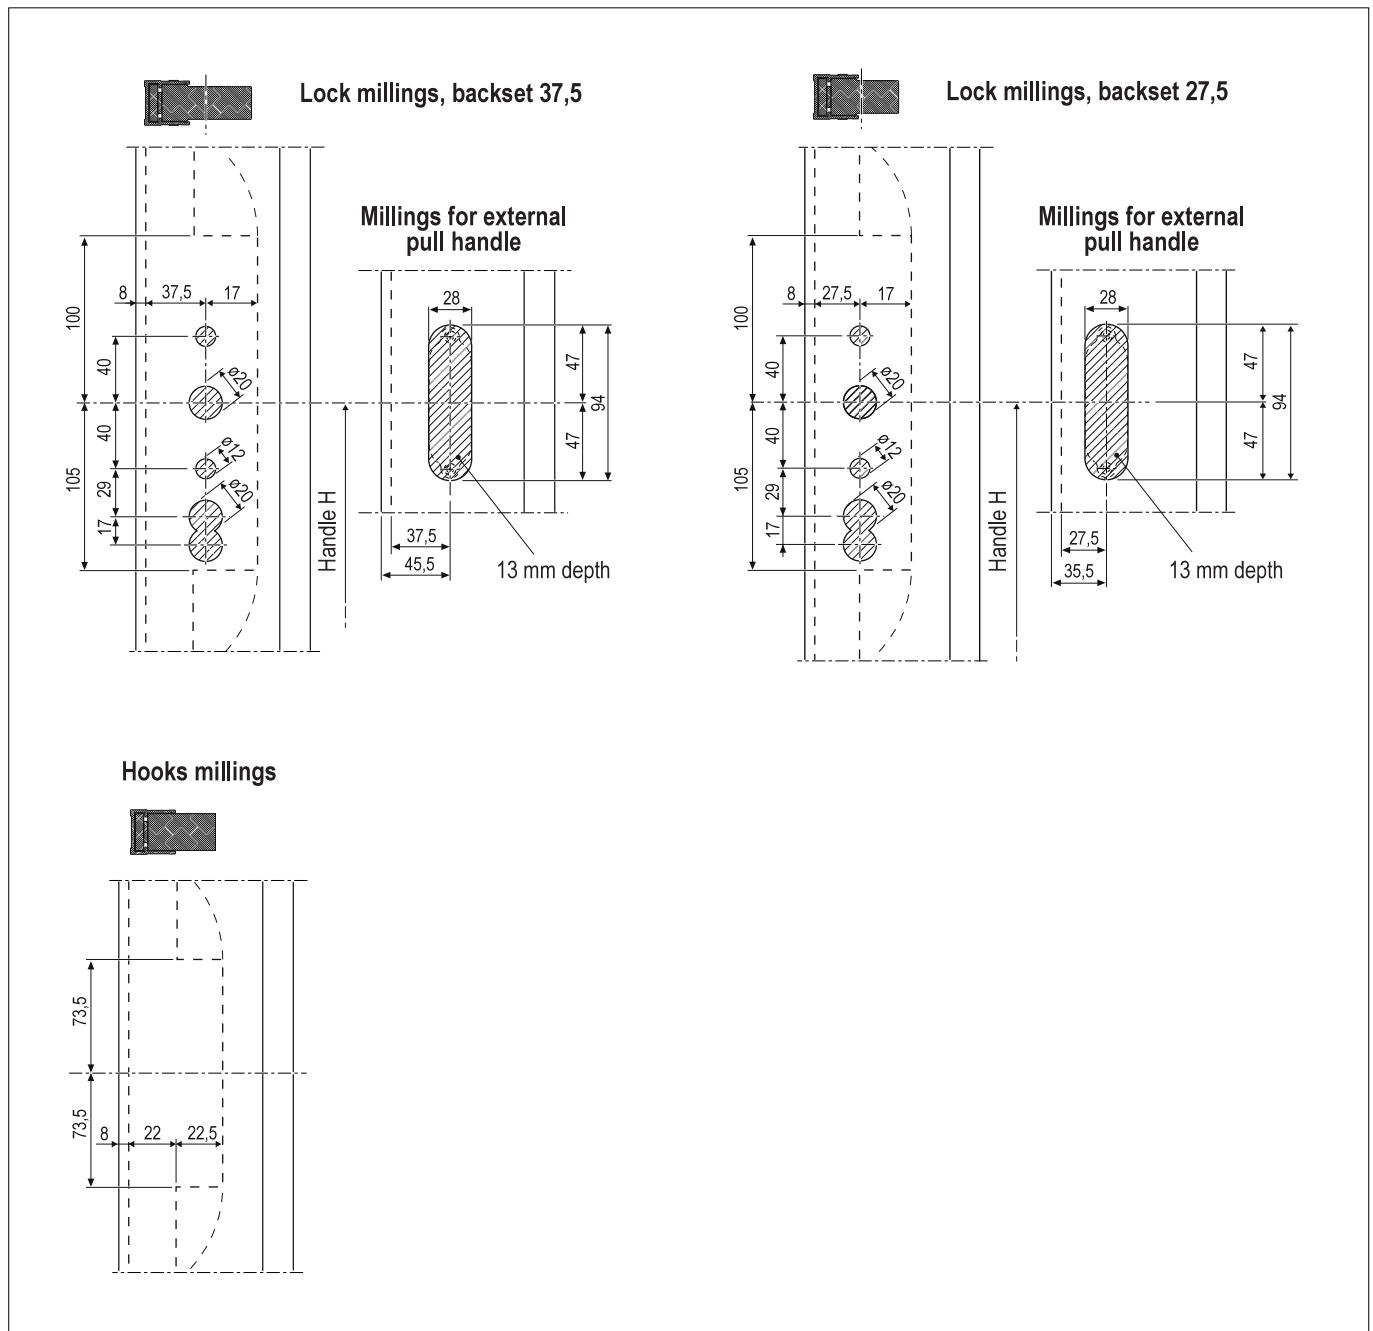 Lock millings, backset 37,5
Millings for external
pull handle
100
105
8
37,5
17
40
40
29
17
ø20
ø12
ø20
Handle H
28
47
47
94
37,5
45,5
13 mm depth
Lock millings, backset 27,5
Millings for external
pull handle
100
105
8
27,5
17
40
40
29
17
ø20
ø12
ø20
Handle H
28
47
47
94
27,5
35,5
13 mm depth
Hooks millings
73,5
73,5
8
22
22,5